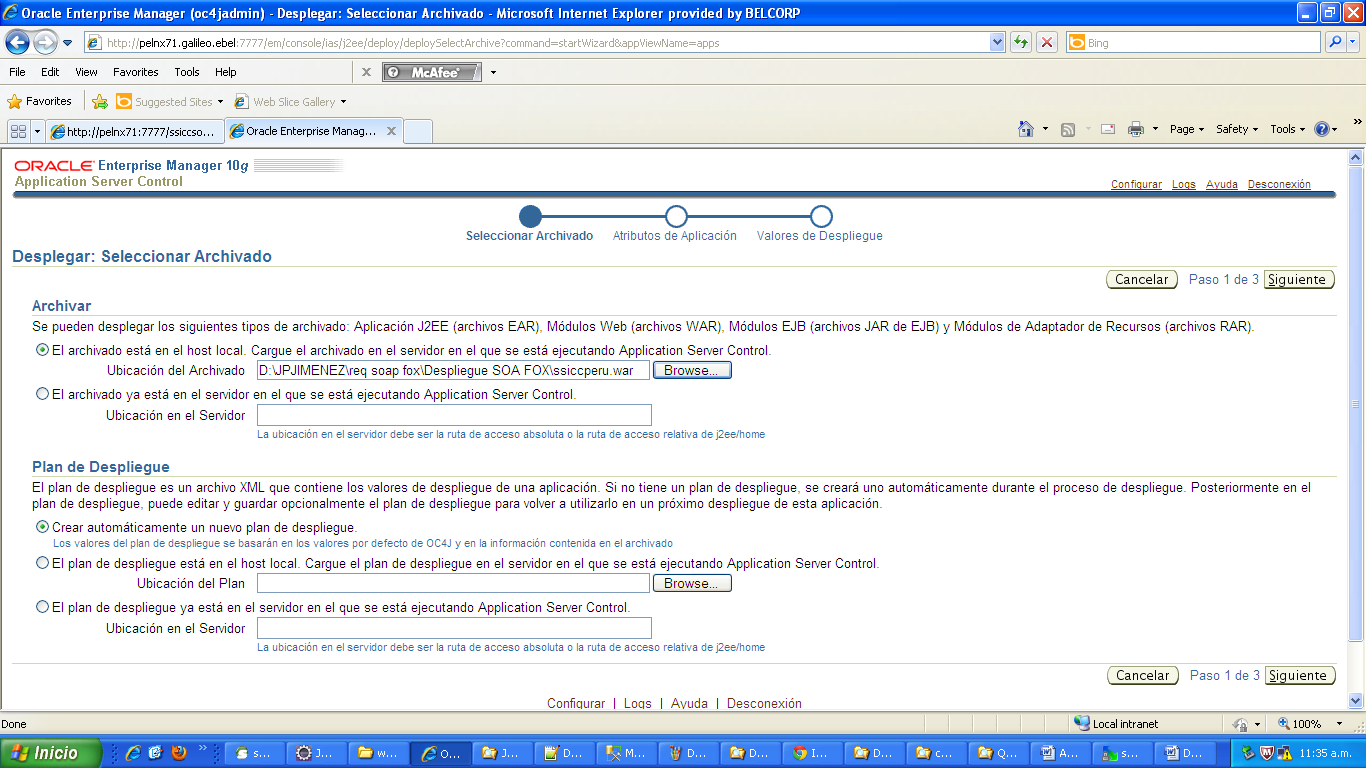 Oracle Enterprise Manager (oc4jadmin) - Desplegar: Seleccionar Archivado - Microsoft Internet Explorer provided by BELCORP
http://pelnx71.galileo.ebel:7777/em/console/ias/j2ee/deploy/deploySelectArchive?command=startWizard&appViewName=apps
Bing
File Edit View Favorites Tools Help
McAfee
Favorites Suggested Sites Web Slice Gallery
http://pelnx71:7777/ssiccso... Oracle Enterprise Manag...
Page Safety Tools
ORACLE Enterprise Manager 10g
Application Server Control
Configurar Logs Ayuda Desconexión
Seleccionar Archivado Atributos de Aplicación Valores de Despliegue
Desplegar: Seleccionar Archivado
Cancelar Paso 1 de 3 Siguiente
Archivar
Se pueden desplegar los siguientes tipos de archivado: Aplicación J2EE (archivos EAR), Módulos Web (archivos WAR), Módulos EJB (archivos JAR de EJB) y Módulos de Adaptador de Recursos (archivos RAR).
El archivado está en el host local. Cargue el archivado en el servidor en el que se está ejecutando Application Server Control.
Ubicación del Archivado D:\JPJIMENEZ\req soap fox\Despliegue SOA FOX\ssiccperu.war Browse...
El archivado ya está en el servidor en el que se está ejecutando Application Server Control.
Ubicación en el Servidor
La ubicación en el servidor debe ser la ruta de acceso absoluta o la ruta de acceso relativa de j2ee/home
Plan de Despliegue
El plan de despliegue es un archivo XML que contiene los valores de despliegue de una aplicación. Si no tiene un plan de despliegue, se creará uno automáticamente durante el proceso de despliegue. Posteriormente en el
plan de despliegue, puede editar y guardar opcionalmente el plan de despliegue para volver a utilizarlo en un próximo despliegue de esta aplicación.
Crear automáticamente un nuevo plan de despliegue.
Los valores del plan de despliegue se basarán en los valores por defecto de OC4J y en la información contenida en el archivado
El plan de despliegue está en el host local. Cargue el plan de despliegue en el servidor en el que se está ejecutando Application Server Control.
Ubicación del Plan Browse...
El plan de despliegue ya está en el servidor en el que se está ejecutando Application Server Control.
Ubicación en el Servidor
La ubicación en el servidor debe ser la ruta de acceso absoluta o la ruta de acceso relativa de j2ee/home
Cancelar Paso 1 de 3 Siguiente
Configurar | Logs | Ayuda | Desconexión
Done Local intranet 100%
Inicio s... J... w... O... J... D... M... D... D... I... D... c... Q... A... s... D... 11:35 a.m.